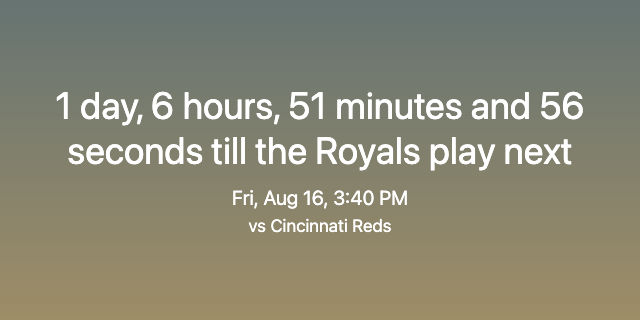 1 day, 6 hours, 51 minutes and 56
seconds till the Royals play next
Fri, Aug 16, 3:40 PM
vs Cincinnati Reds